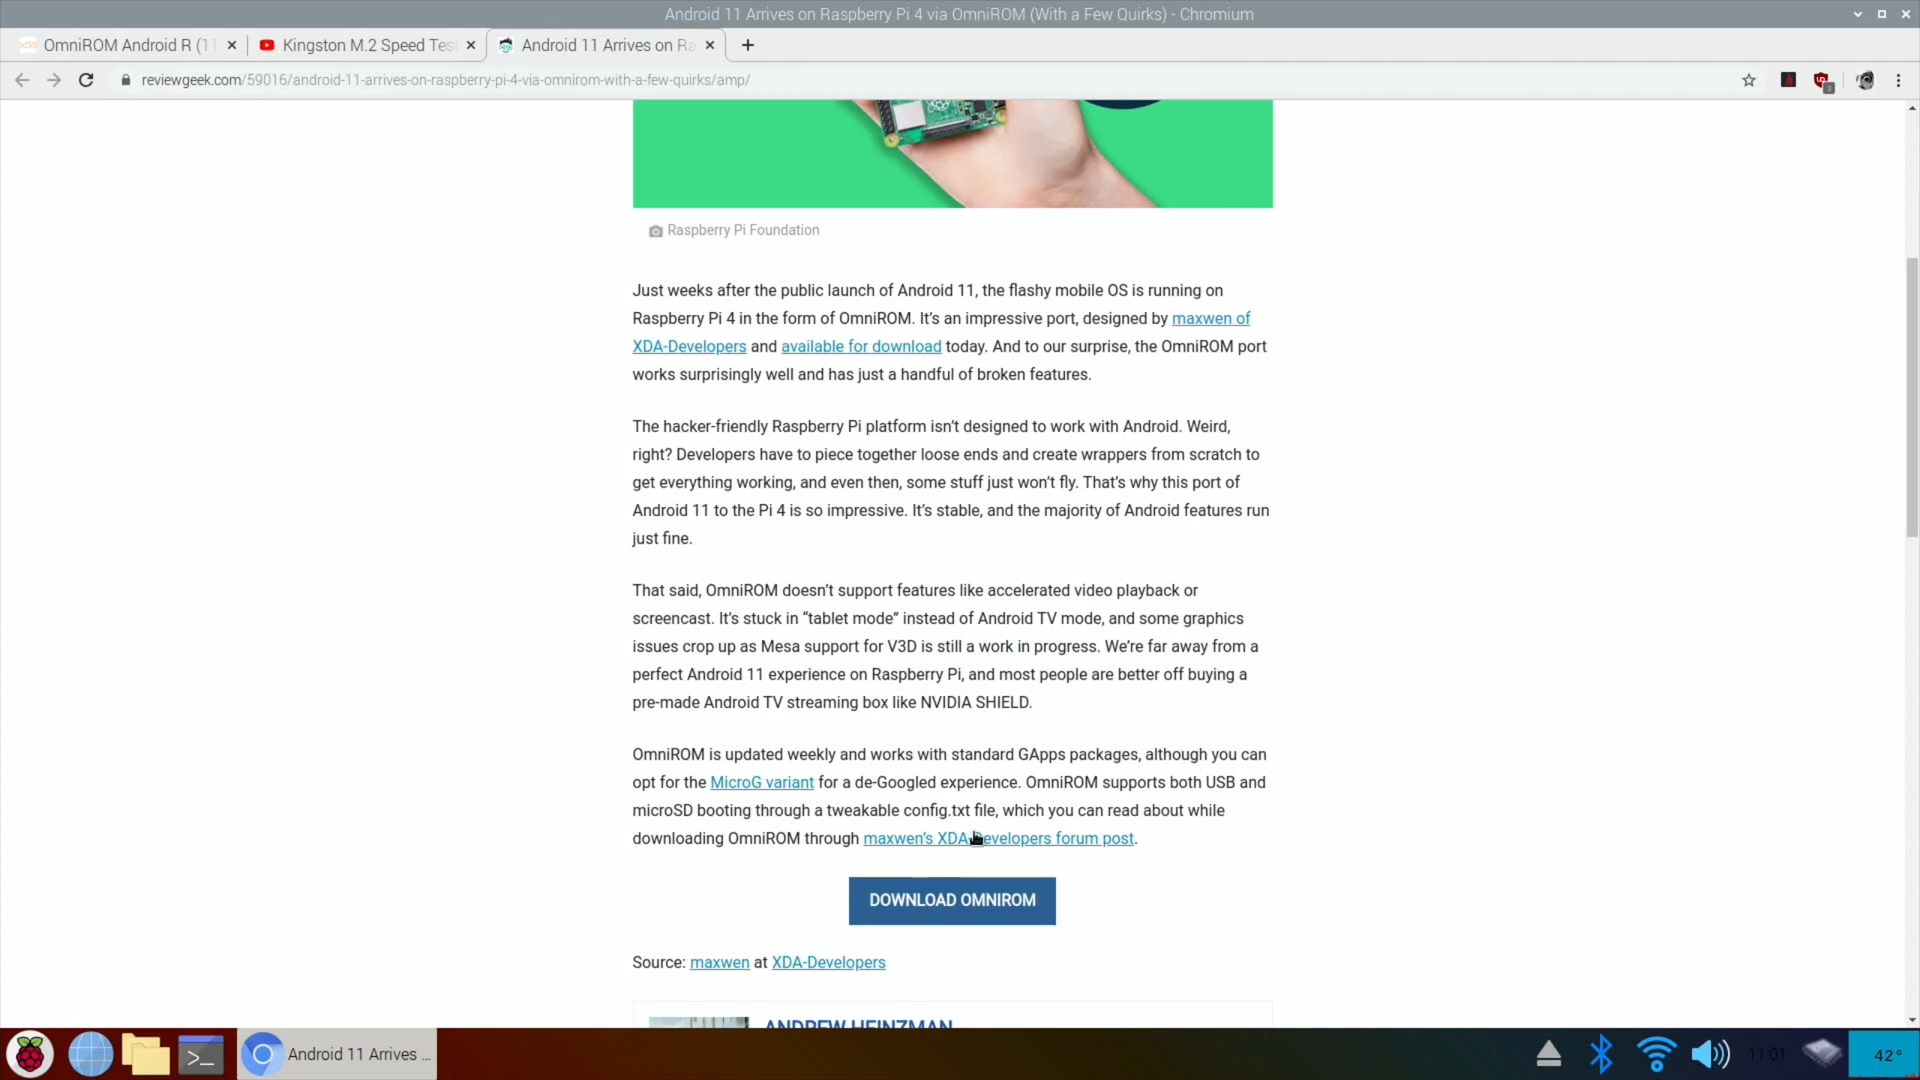 Android 11 Arrives on Raspberry Pi 4 via OmniROM (With a Few Quirks) - Chromium
OmniROM Android R (11
Kingston M.2 Speed Test
Android 11 Arrives on Ra
reviewgeek.com/59016/android-11-arrives-on-raspberry-pi-4-via-omnirom-with-a-few-quirks/amp/
3
Raspberry Pi Foundation
Just weeks after the public launch of Android 11, the flashy mobile OS is running on
Raspberry Pi 4 in the form of OmniROM. It’s an impressive port, designed by maxwen of
XDA-Developers and available for download today. And to our surprise, the OmniROM port
works surprisingly well and has just a handful of broken features.
The hacker-friendly Raspberry Pi platform isn’t designed to work with Android. Weird,
right? Developers have to piece together loose ends and create wrappers from scratch to
get everything working, and even then, some stuff just won’t fly. That’s why this port of
Android 11 to the Pi 4 is so impressive. It’s stable, and the majority of Android features run
just fine.
That said, OmniROM doesn’t support features like accelerated video playback or
screencast. It’s stuck in “tablet mode” instead of Android TV mode, and some graphics
issues crop up as Mesa support for V3D is still a work in progress. We’re far away from a
perfect Android 11 experience on Raspberry Pi, and most people are better off buying a
pre-made Android TV streaming box like NVIDIA SHIELD.
OmniROM is updated weekly and works with standard GApps packages, although you can
opt for the MicroG variant for a de-Googled experience. OmniROM supports both USB and
microSD booting through a tweakable config.txt file, which you can read about while
downloading OmniROM through maxwen’s XDA-Developers forum post.
DOWNLOAD OMNIROM
Source: maxwen at XDA-Developers
ANDREW HEINZMAN
Android 11 Arrives ...
11:01
42°